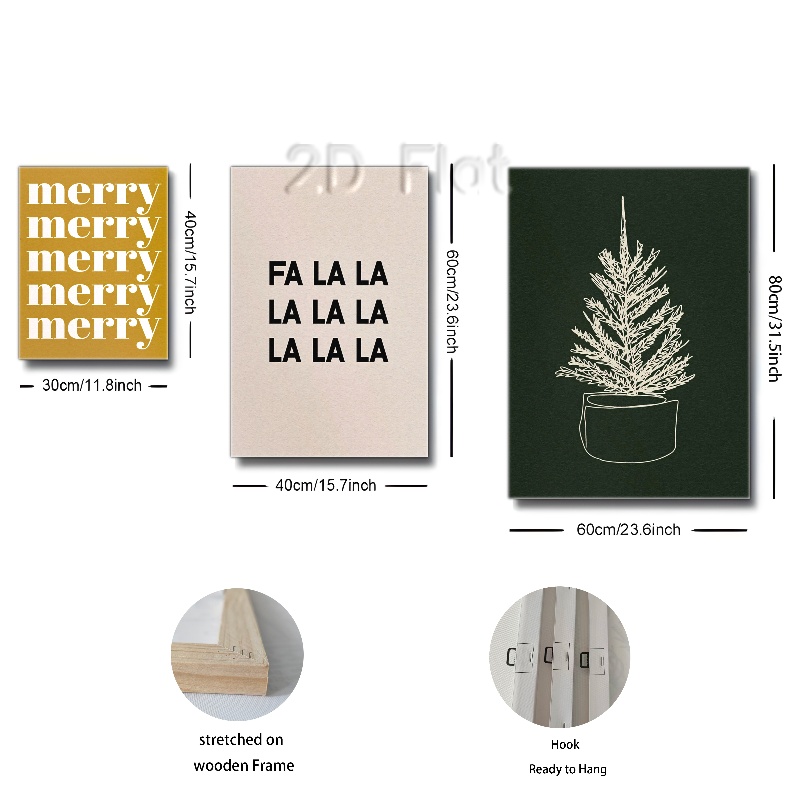 2D Flat
merry
merry
merry
merry
merry
40cm/15.7inch
30cm/11.8inch
FA LA LA
LA LA LA
LA LA LA
60cm/23.6inch
40cm/15.7inch
80cm/31.5inch
60cm/23.6inch
stretched on
wooden Frame
Hook
Ready to Hang